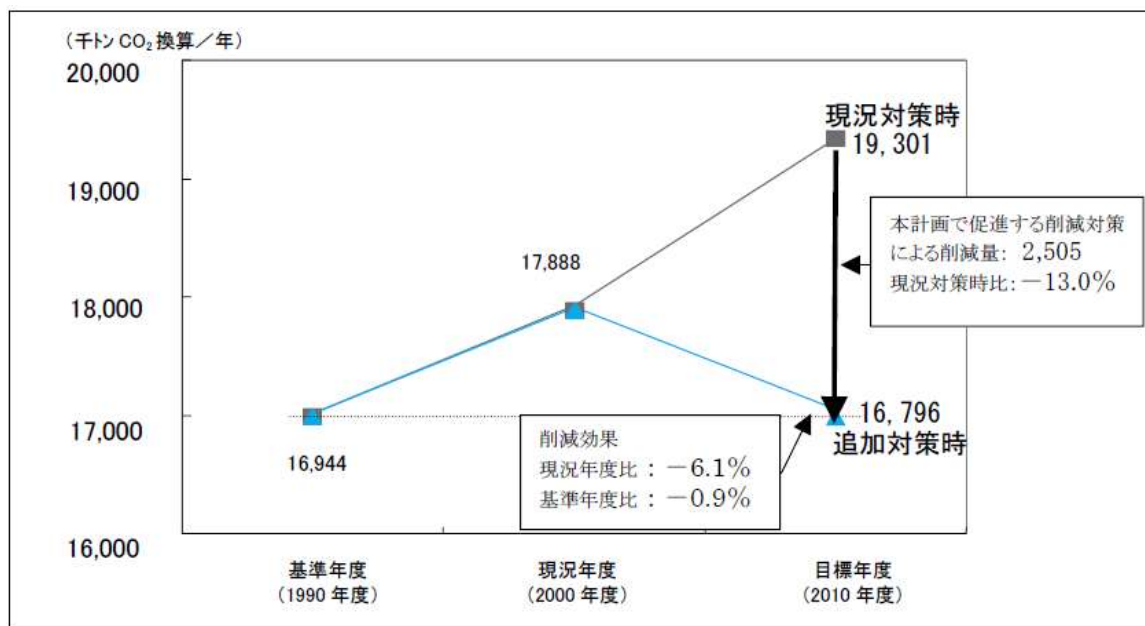 (千トン CO₂換算/年)
20,000
19,000
18,000
17,000
16,000
現況対策時
19,301
17,888
本計画で促進する削減対策
による削減量: 2,505
現況対策時比:-13.0%
16,944
16,796
追加対策時
削減効果
現況年度比 : -6.1%
基準年度比 : -0.9%
基準年度
(1990 年度)
現況年度
(2000 年度)
目標年度
(2010 年度)